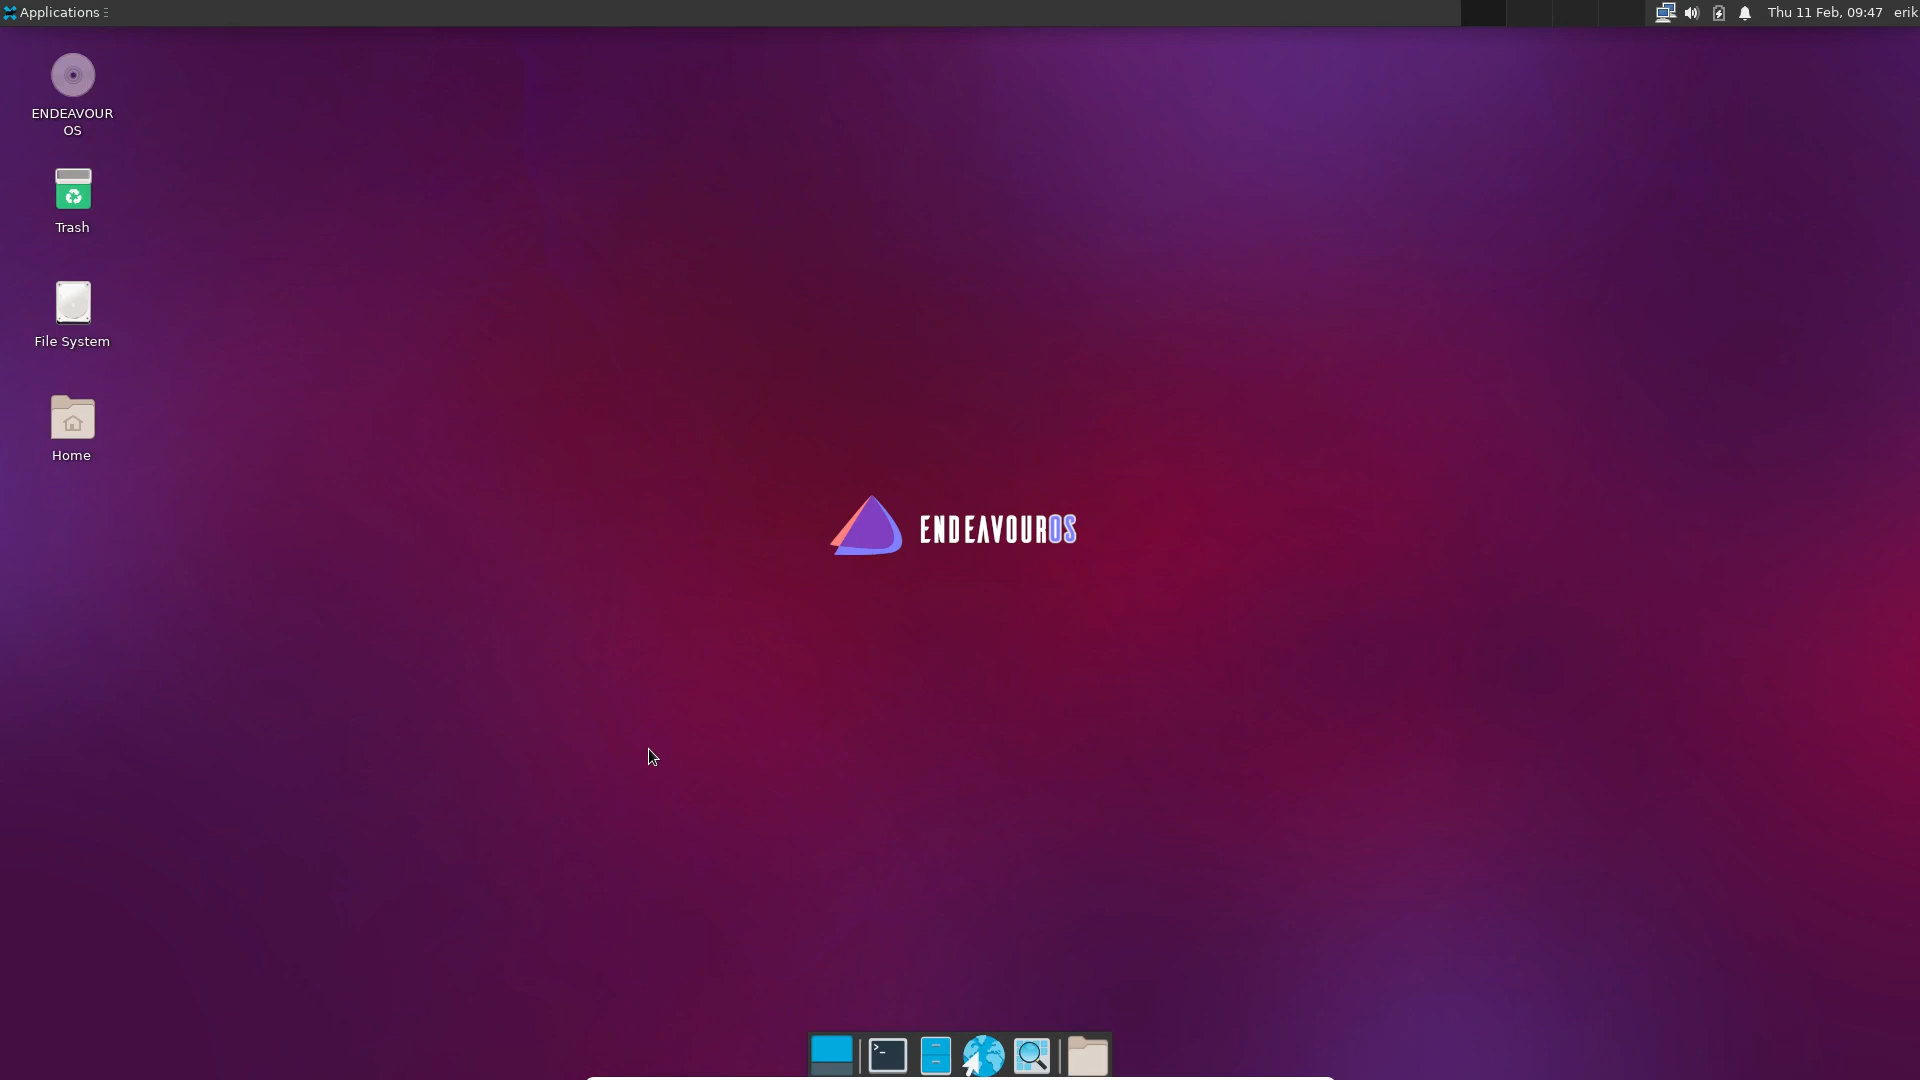 Applications
Thu 11 Feb, 09:47
erik
ENDEAVOUR
OS
Trash
File System
Home
ENDEAVOUROS
>_